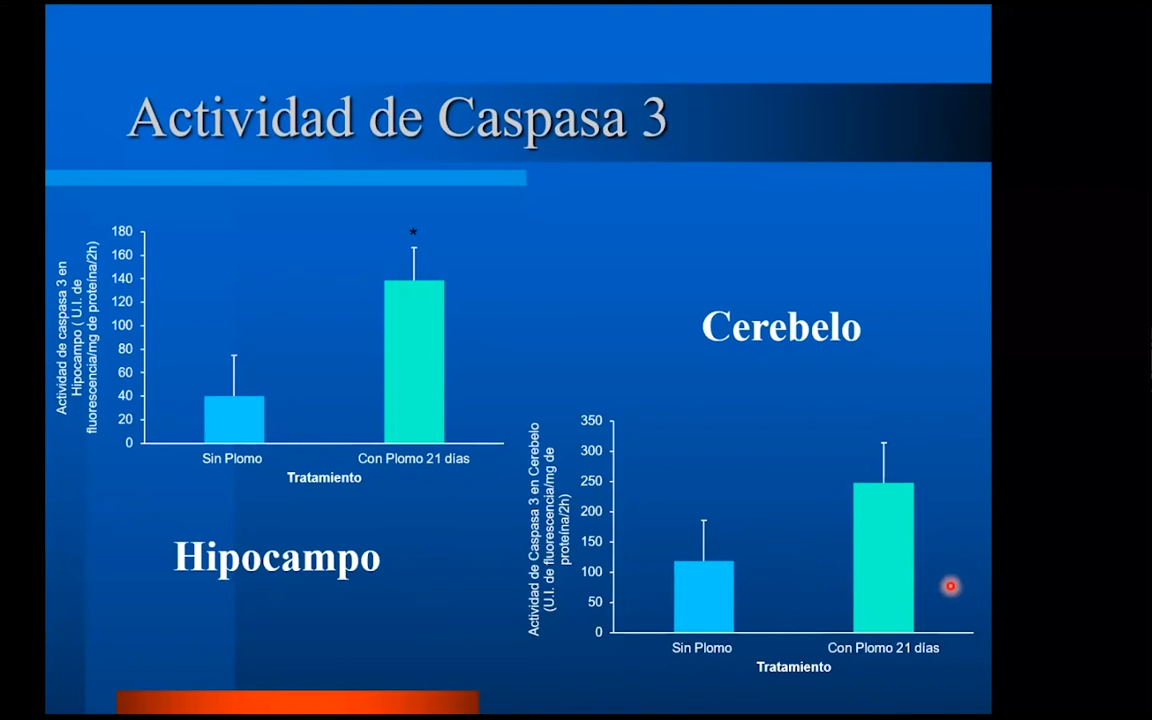 Actividad de Caspasa 3
*
180
160
140
120
100
80
60
40
20
0
Actividad de caspasa 3 en
Hipocampo ( U.I. de
fluorescencia/mg de proteína/2h)
Sin Plomo
Con Plomo 21 días
Tratamiento
Hipocampo
Cerebelo
350
300
250
200
150
100
50
0
Actividad de Caspasa 3 en Cerebelo
(U.I. de fluorescencia/mg de
proteína/2h)
Sin Plomo
Con Plomo 21 días
Tratamiento